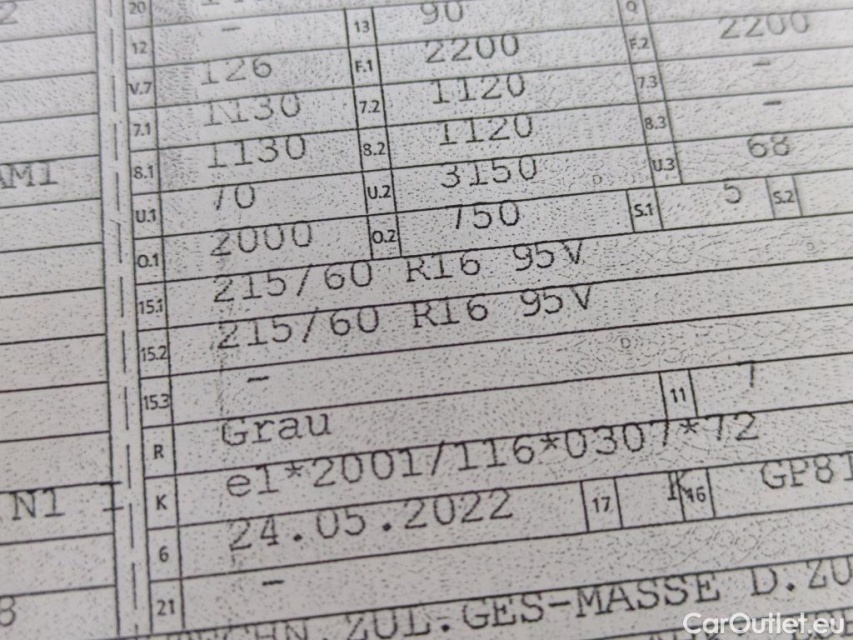 20
12 - 13 90 Q
V.7 126 F.1 2200 F.2 2200
7.1 1130 7.2 1120 7.3 -
8.1 1130 8.2 1120 8.3 -
U.1 70 U.2 3150 U.3 68
O.1 2000 O.2 750 S.1 5 S.2
15.1 215/60 R16 95V
15.2 215/60 R16 95V
15.3 -
R Grau 11 7
K e1*2001/116*0307*72
N1
6 24.05.2022 17 K 16 GP81
21 -
ZUL.GES-MASSE D.ZU
CarOutlet.eu